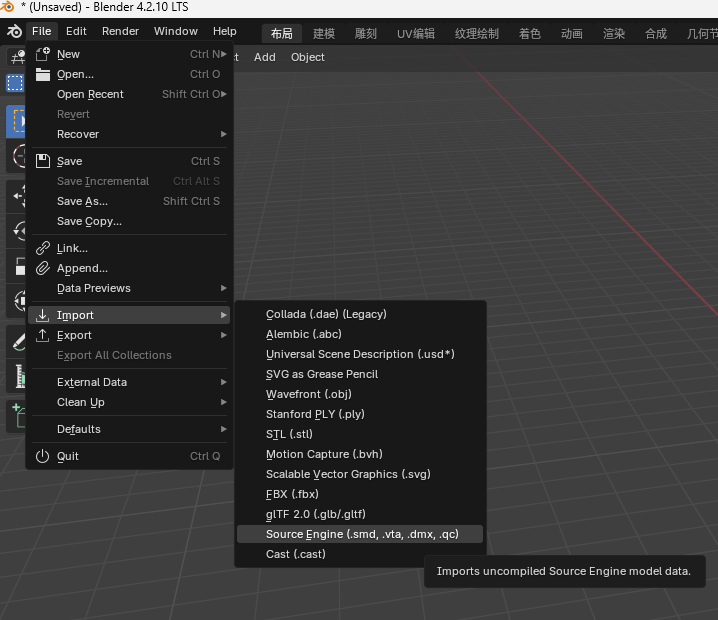 * (Unsaved) - Blender 4.2.10 LTS
File Edit Render Window Help 布局 建模 雕刻 UV编辑 纹理绘制 着色 动画 渲染 合成 几何节
Add Object
New Ctrl N
Open... Ctrl O
Open Recent Shift Ctrl O
Revert
Recover
Save Ctrl S
Save Incremental Ctrl Alt S
Save As... Shift Ctrl S
Save Copy...
Link...
Append...
Data Previews
Import
Export
Export All Collections
External Data
Clean Up
Defaults
Quit Ctrl Q
Collada (.dae) (Legacy)
Alembic (.abc)
Universal Scene Description (.usd*)
SVG as Grease Pencil
Wavefront (.obj)
Stanford PLY (.ply)
STL (.stl)
Motion Capture (.bvh)
Scalable Vector Graphics (.svg)
FBX (.fbx)
glTF 2.0 (.glb/.gltf)
Source Engine (.smd, .vta, .dmx, .qc)
Cast (.cast)
Imports uncompiled Source Engine model data.